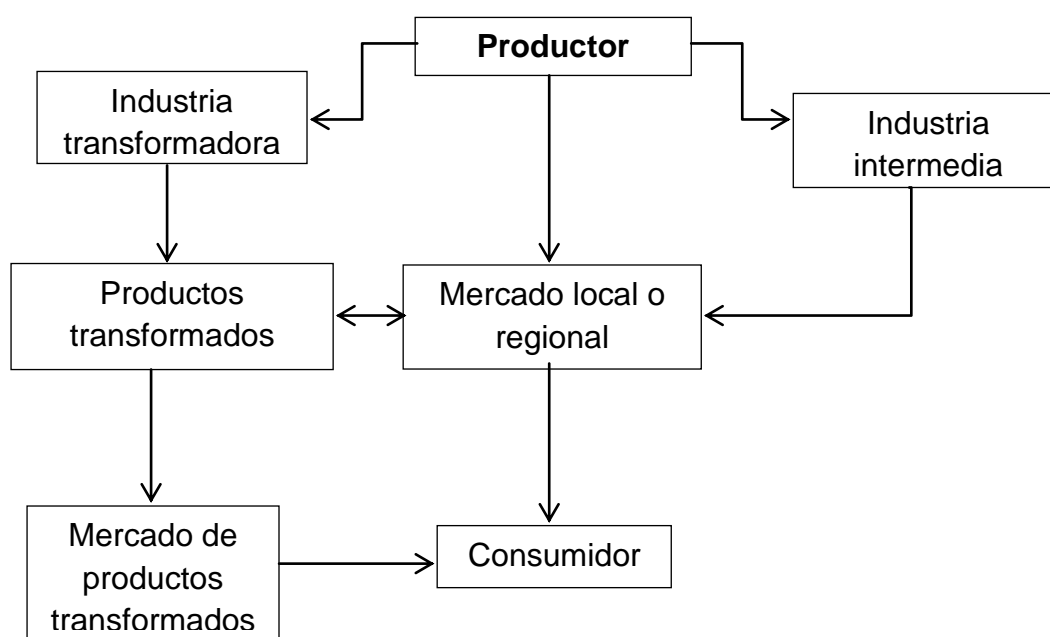 Productor
Industria
transformadora
Industria
intermedia
Productos
transformados
Mercado local o
regional
Mercado de
productos
transformados
Consumidor